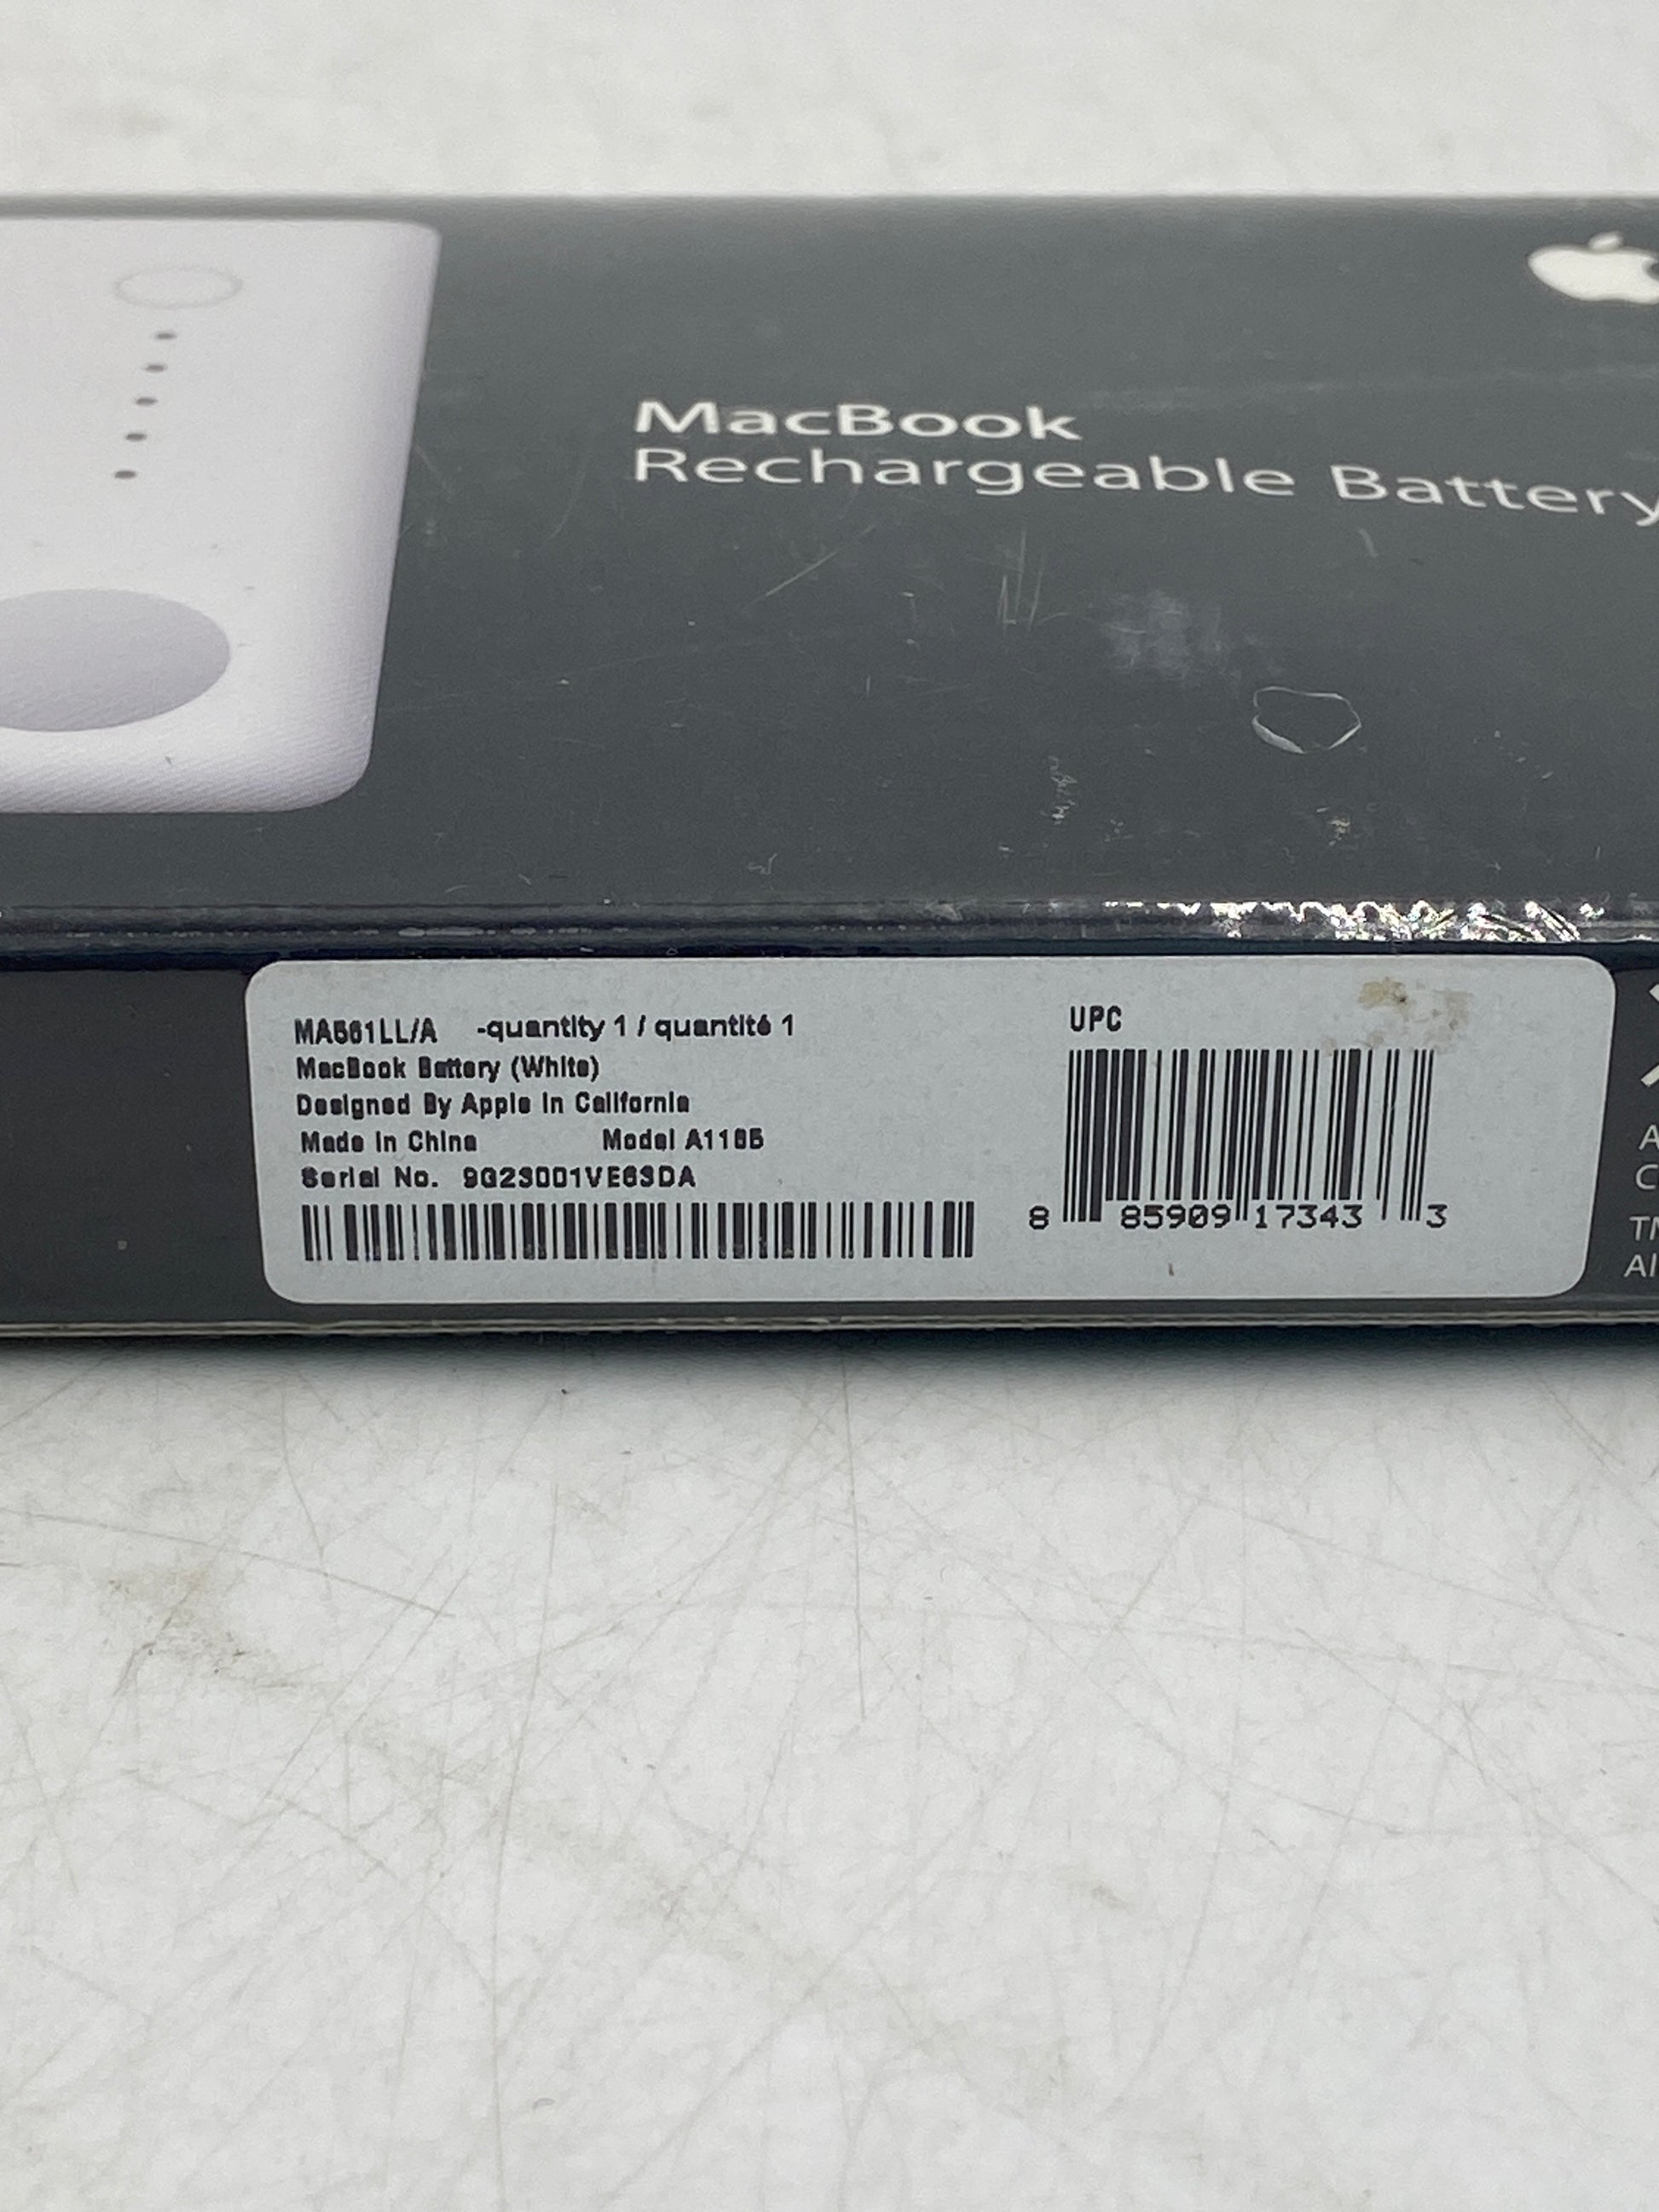 MacBook
Rechargeable Battery
MA561LL/A -quantity 1 / quantité 1
MacBook Battery (White)
Designed By Apple in California
Made in China Model A1185
Serial No.
UPC
8 85909 17343 3